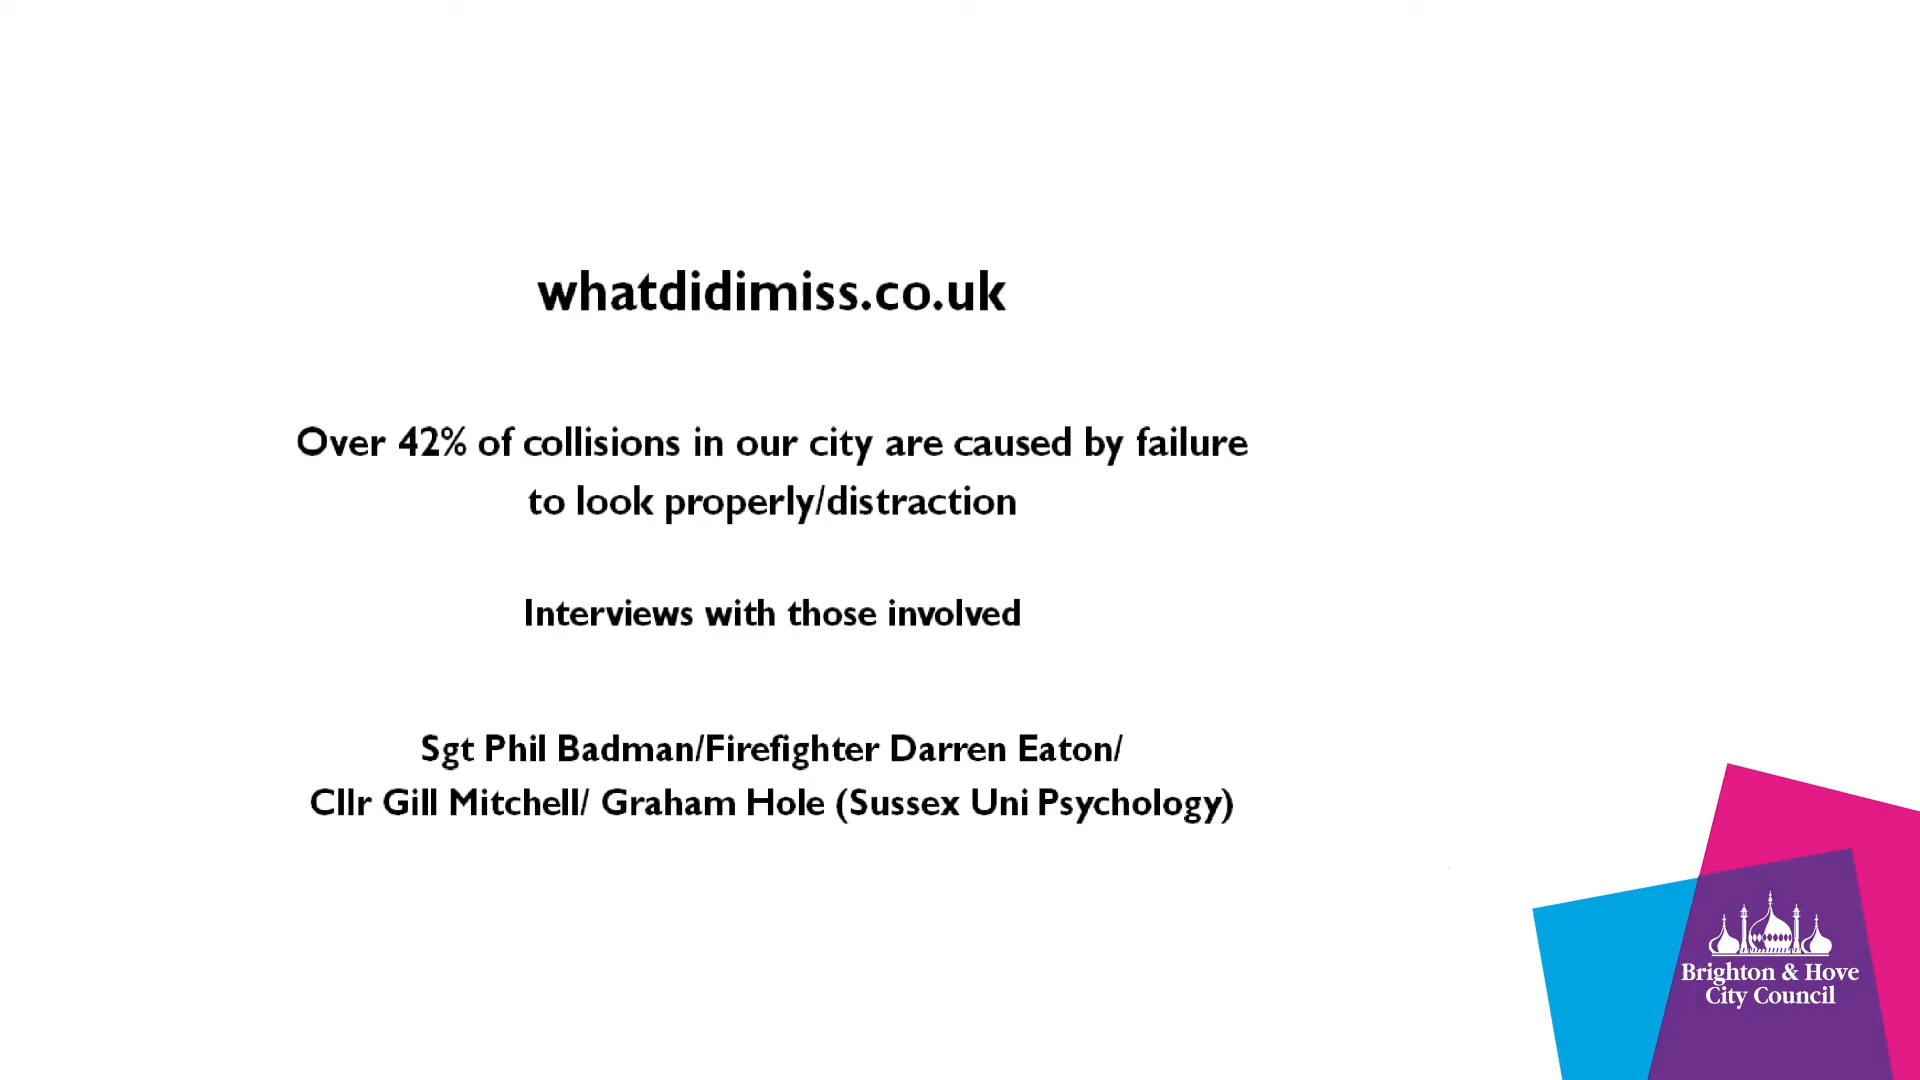 whatdidimiss.co.uk
Over 42% of collisions in our city are caused by failure
to look properly/distraction
Interviews with those involved
Sgt Phil Badman/Firefighter Darren Eaton/
Cllr Gill Mitchell/ Graham Hole (Sussex Uni Psychology)
Brighton & Hove
City Council